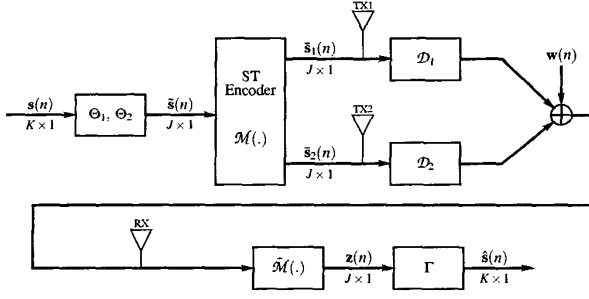 s(n)
K × 1
Θ₁, Θ₂
s̃(n)
J × 1
ST
Encoder
ℳ(.)
s̄₁(n)
J × 1
TX1
𝒟₁
s̄₂(n)
J × 1
TX2
𝒟₂
w(n)
RX
ℳ̄(.)
z(n)
J × 1
Γ
ŝ(n)
K × 1